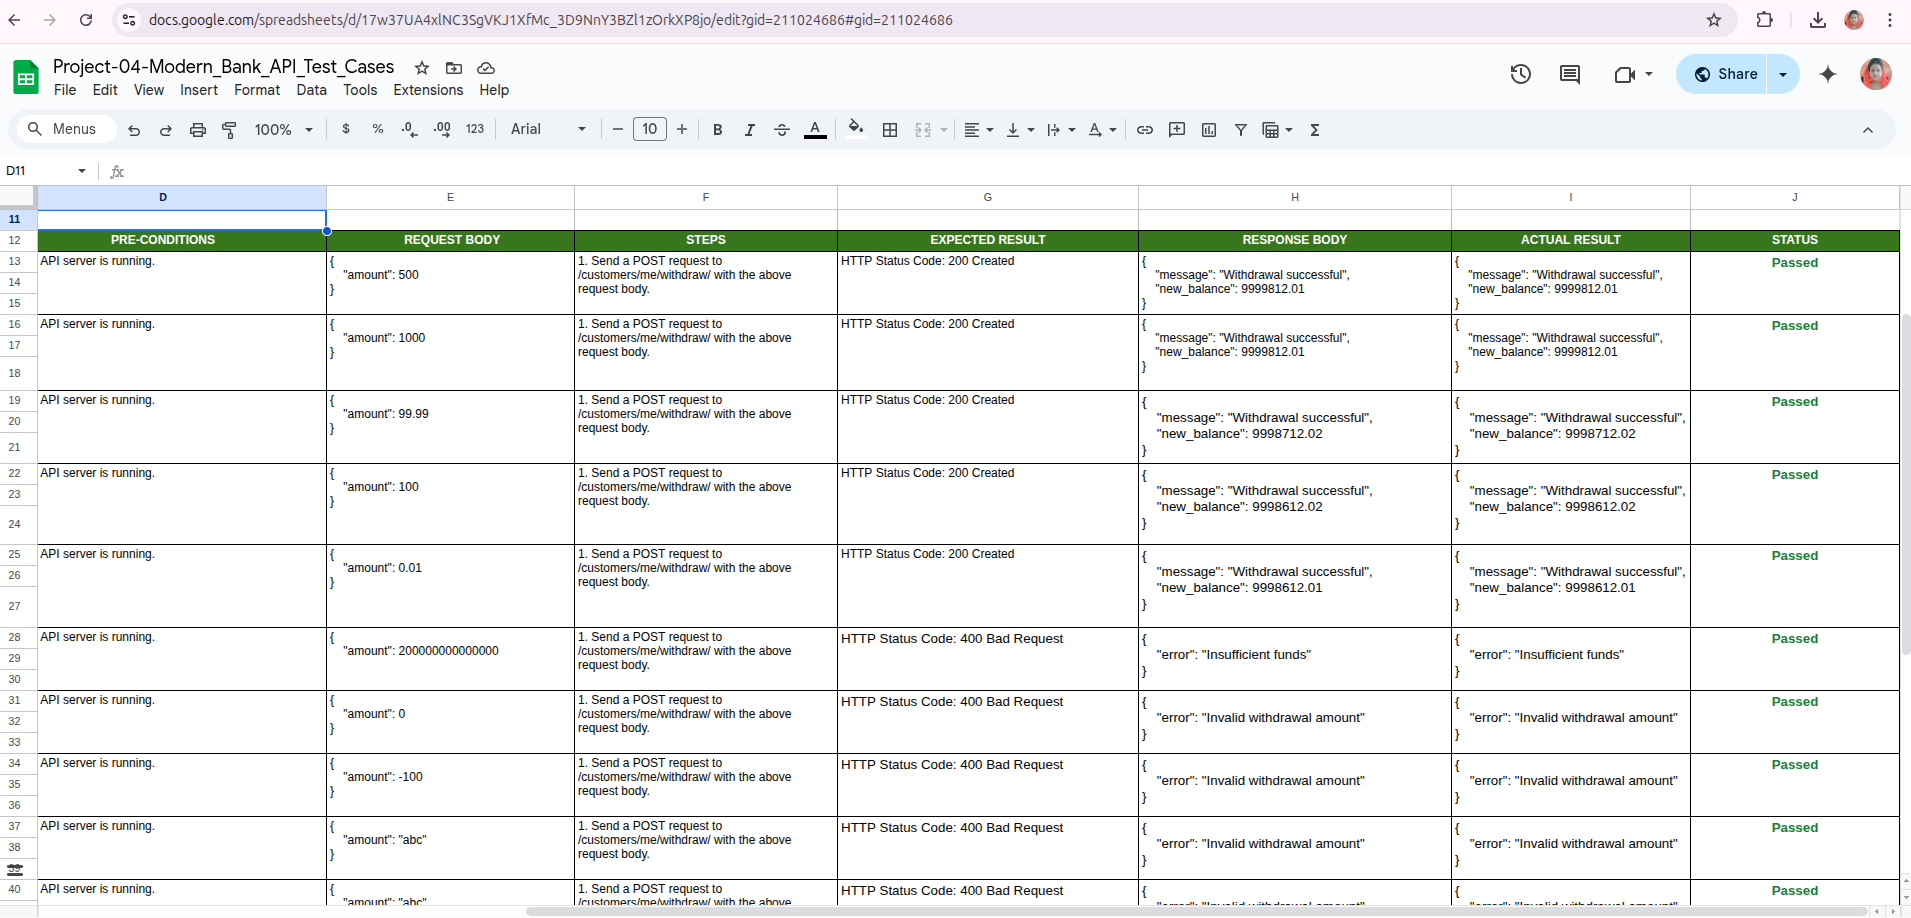 docs.google.com/spreadsheets/d/17w37UA4xlNC3SgVKJ1XfMc_3D9NnY3BZl1zOrkXP8jo/edit?gid=211024686#gid=211024686
Project-04-Modern_Bank_API_Test_Cases
File Edit View Insert Format Data Tools Extensions Help
Share
Menus 100% $ % .0 .00 123 Arial 10 B I A
D11
D E F G H I J
11
12 PRE-CONDITIONS REQUEST BODY STEPS EXPECTED RESULT RESPONSE BODY ACTUAL RESULT STATUS
13
14
15
API server is running.
{
"amount": 500
}
1. Send a POST request to
/customers/me/withdraw/ with the above
request body.
HTTP Status Code: 200 Created
{
"message": "Withdrawal successful",
"new_balance": 9999812.01
}
{
"message": "Withdrawal successful",
"new_balance": 9999812.01
}
Passed
16
17
18
API server is running.
{
"amount": 1000
}
1. Send a POST request to
/customers/me/withdraw/ with the above
request body.
HTTP Status Code: 200 Created
{
"message": "Withdrawal successful",
"new_balance": 9999812.01
}
{
"message": "Withdrawal successful",
"new_balance": 9999812.01
}
Passed
19
20
21
API server is running.
{
"amount": 99.99
}
1. Send a POST request to
/customers/me/withdraw/ with the above
request body.
HTTP Status Code: 200 Created
{
"message": "Withdrawal successful",
"new_balance": 9998712.02
}
{
"message": "Withdrawal successful",
"new_balance": 9998712.02
}
Passed
22
23
24
API server is running.
{
"amount": 100
}
1. Send a POST request to
/customers/me/withdraw/ with the above
request body.
HTTP Status Code: 200 Created
{
"message": "Withdrawal successful",
"new_balance": 9998612.02
}
{
"message": "Withdrawal successful",
"new_balance": 9998612.02
}
Passed
25
26
27
API server is running.
{
"amount": 0.01
}
1. Send a POST request to
/customers/me/withdraw/ with the above
request body.
HTTP Status Code: 200 Created
{
"message": "Withdrawal successful",
"new_balance": 9998612.01
}
{
"message": "Withdrawal successful",
"new_balance": 9998612.01
}
Passed
28
29
30
API server is running.
{
"amount": 200000000000000
}
1. Send a POST request to
/customers/me/withdraw/ with the above
request body.
HTTP Status Code: 400 Bad Request
{
"error": "Insufficient funds"
}
{
"error": "Insufficient funds"
}
Passed
31
32
33
API server is running.
{
"amount": 0
}
1. Send a POST request to
/customers/me/withdraw/ with the above
request body.
HTTP Status Code: 400 Bad Request
{
"error": "Invalid withdrawal amount"
}
{
"error": "Invalid withdrawal amount"
}
Passed
34
35
36
API server is running.
{
"amount": -100
}
1. Send a POST request to
/customers/me/withdraw/ with the above
request body.
HTTP Status Code: 400 Bad Request
{
"error": "Invalid withdrawal amount"
}
{
"error": "Invalid withdrawal amount"
}
Passed
37
38
39
API server is running.
{
"amount": "abc"
}
1. Send a POST request to
/customers/me/withdraw/ with the above
request body.
HTTP Status Code: 400 Bad Request
{
"error": "Invalid withdrawal amount"
}
{
"error": "Invalid withdrawal amount"
}
Passed
40
API server is running.
{
"amount": "abc"
1. Send a POST request to
/customers/me/withdraw/ with the above
HTTP Status Code: 400 Bad Request
{
{
Passed